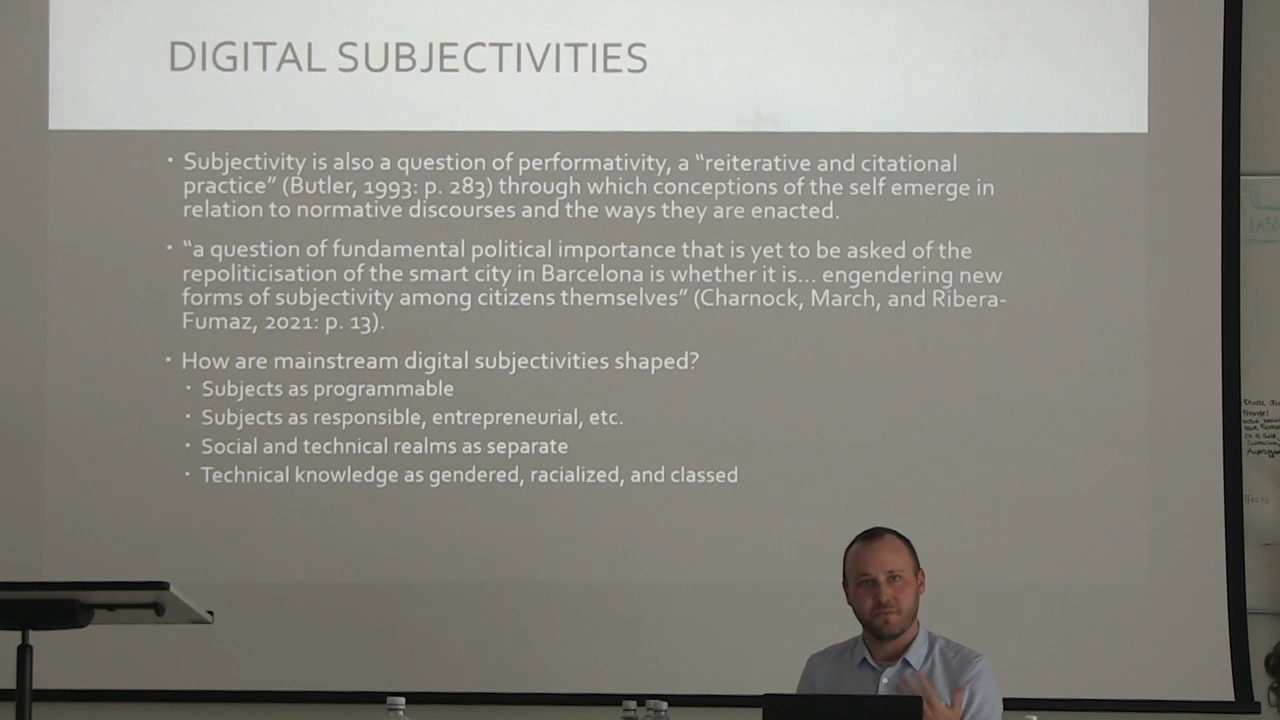 DIGITAL SUBJECTIVITIES
▪ Subjectivity is also a question of performativity, a “reiterative and citational
practice” (Butler, 1993: p. 283) through which conceptions of the self emerge in
relation to normative discourses and the ways they are enacted.
▪ “a question of fundamental political importance that is yet to be asked of the
repoliticisation of the smart city in Barcelona is whether it is... engendering new
forms of subjectivity among citizens themselves” (Charnock, March, and Ribera-
Fumaz, 2021: p. 13).
▪ How are mainstream digital subjectivities shaped?
▪ Subjects as programmable
▪ Subjects as responsible, entrepreneurial, etc.
▪ Social and technical realms as separate
▪ Technical knowledge as gendered, racialized, and classed